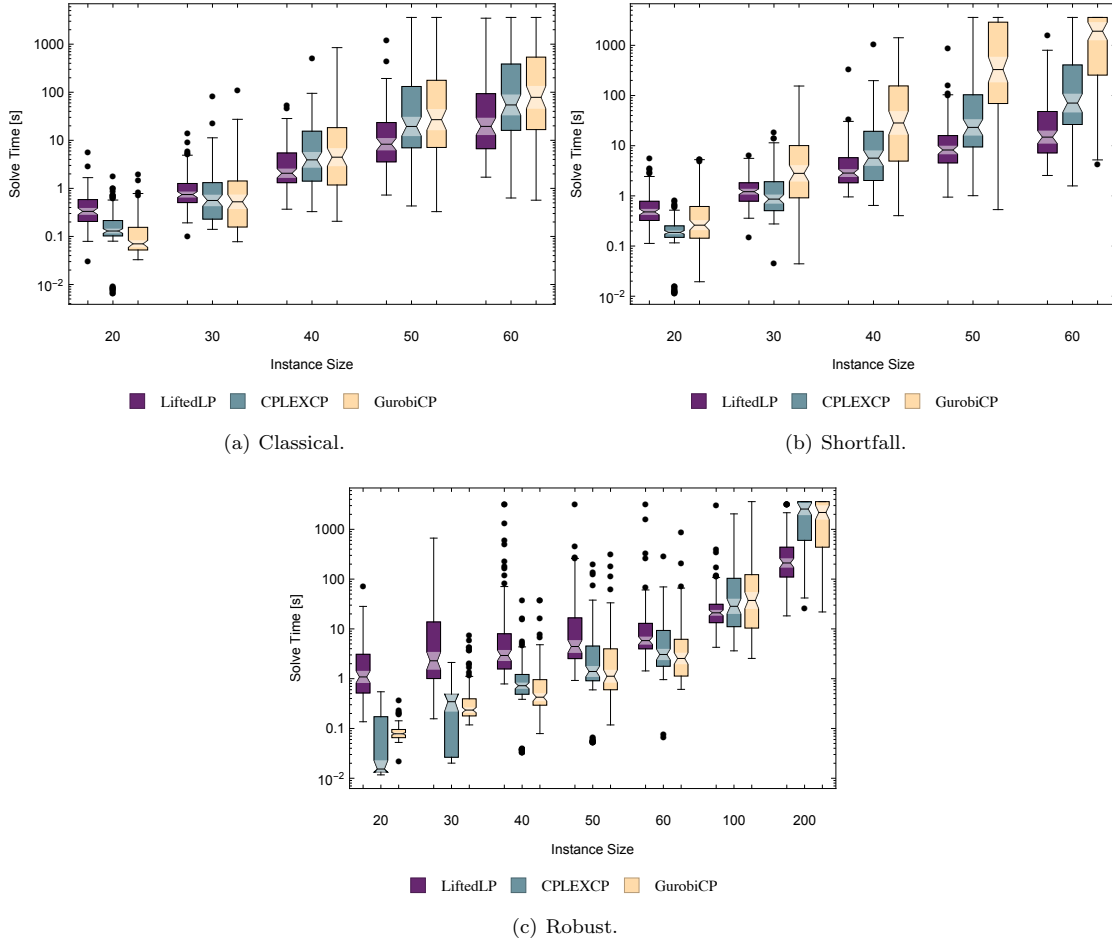 Solve Time [s]
1000
100
10
1
0.1
10⁻²
20 30 40 50 60
Instance Size
LiftedLP CPLEXCP GurobiCP
(a) Classical.
Solve Time [s]
1000
100
10
1
0.1
10⁻²
20 30 40 50 60
Instance Size
LiftedLP CPLEXCP GurobiCP
(b) Shortfall.
Solve Time [s]
1000
100
10
1
0.1
10⁻²
20 30 40 50 60 100 200
Instance Size
LiftedLP CPLEXCP GurobiCP
(c) Robust.